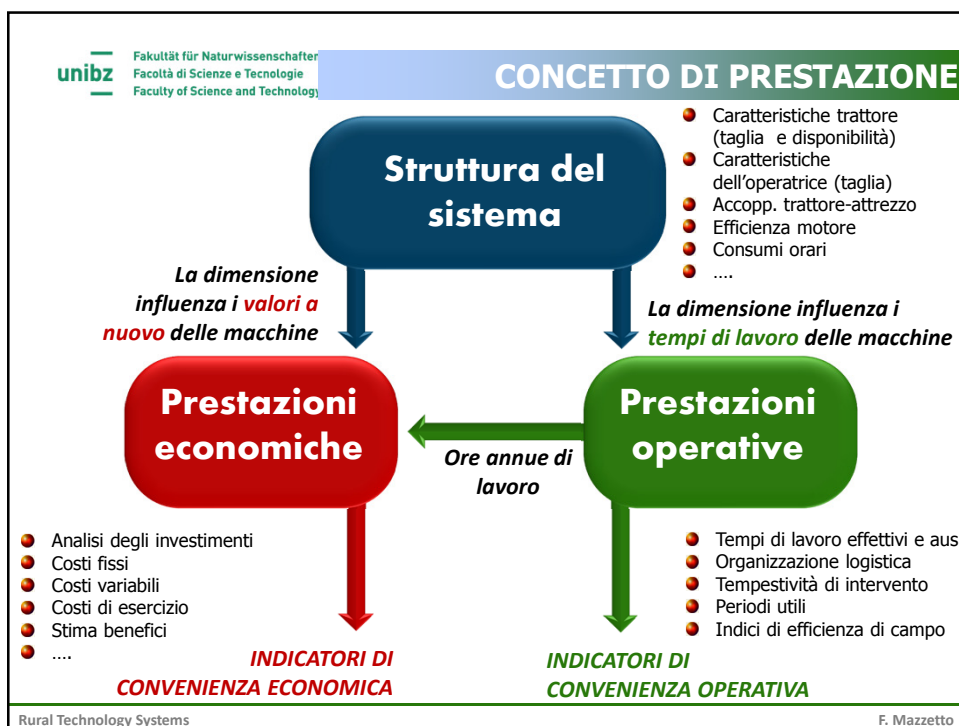 unibz
Fakultät für Naturwissenschaften
Facoltà di Scienze e Tecnologie
Faculty of Science and Technology
CONCETTO DI PRESTAZIONE
Struttura del
sistema
Caratteristiche trattore
(taglia e disponibilità)
Caratteristiche
dell'operatrice (taglia)
Accopp. trattore-attrezzo
Efficienza motore
Consumi orari
....
La dimensione
influenza i valori a
nuovo delle macchine
La dimensione influenza i
tempi di lavoro delle macchine
Prestazioni
economiche
Prestazioni
operative
Ore annue di
lavoro
Analisi degli investimenti
Costi fissi
Costi variabili
Costi di esercizio
Stima benefici
....
Tempi di lavoro effettivi e aus
Organizzazione logistica
Tempestività di intervento
Periodi utili
Indici di efficienza di campo
INDICATORI DI
CONVENIENZA ECONOMICA
INDICATORI DI
CONVENIENZA OPERATIVA
Rural Technology Systems
F. Mazzetto